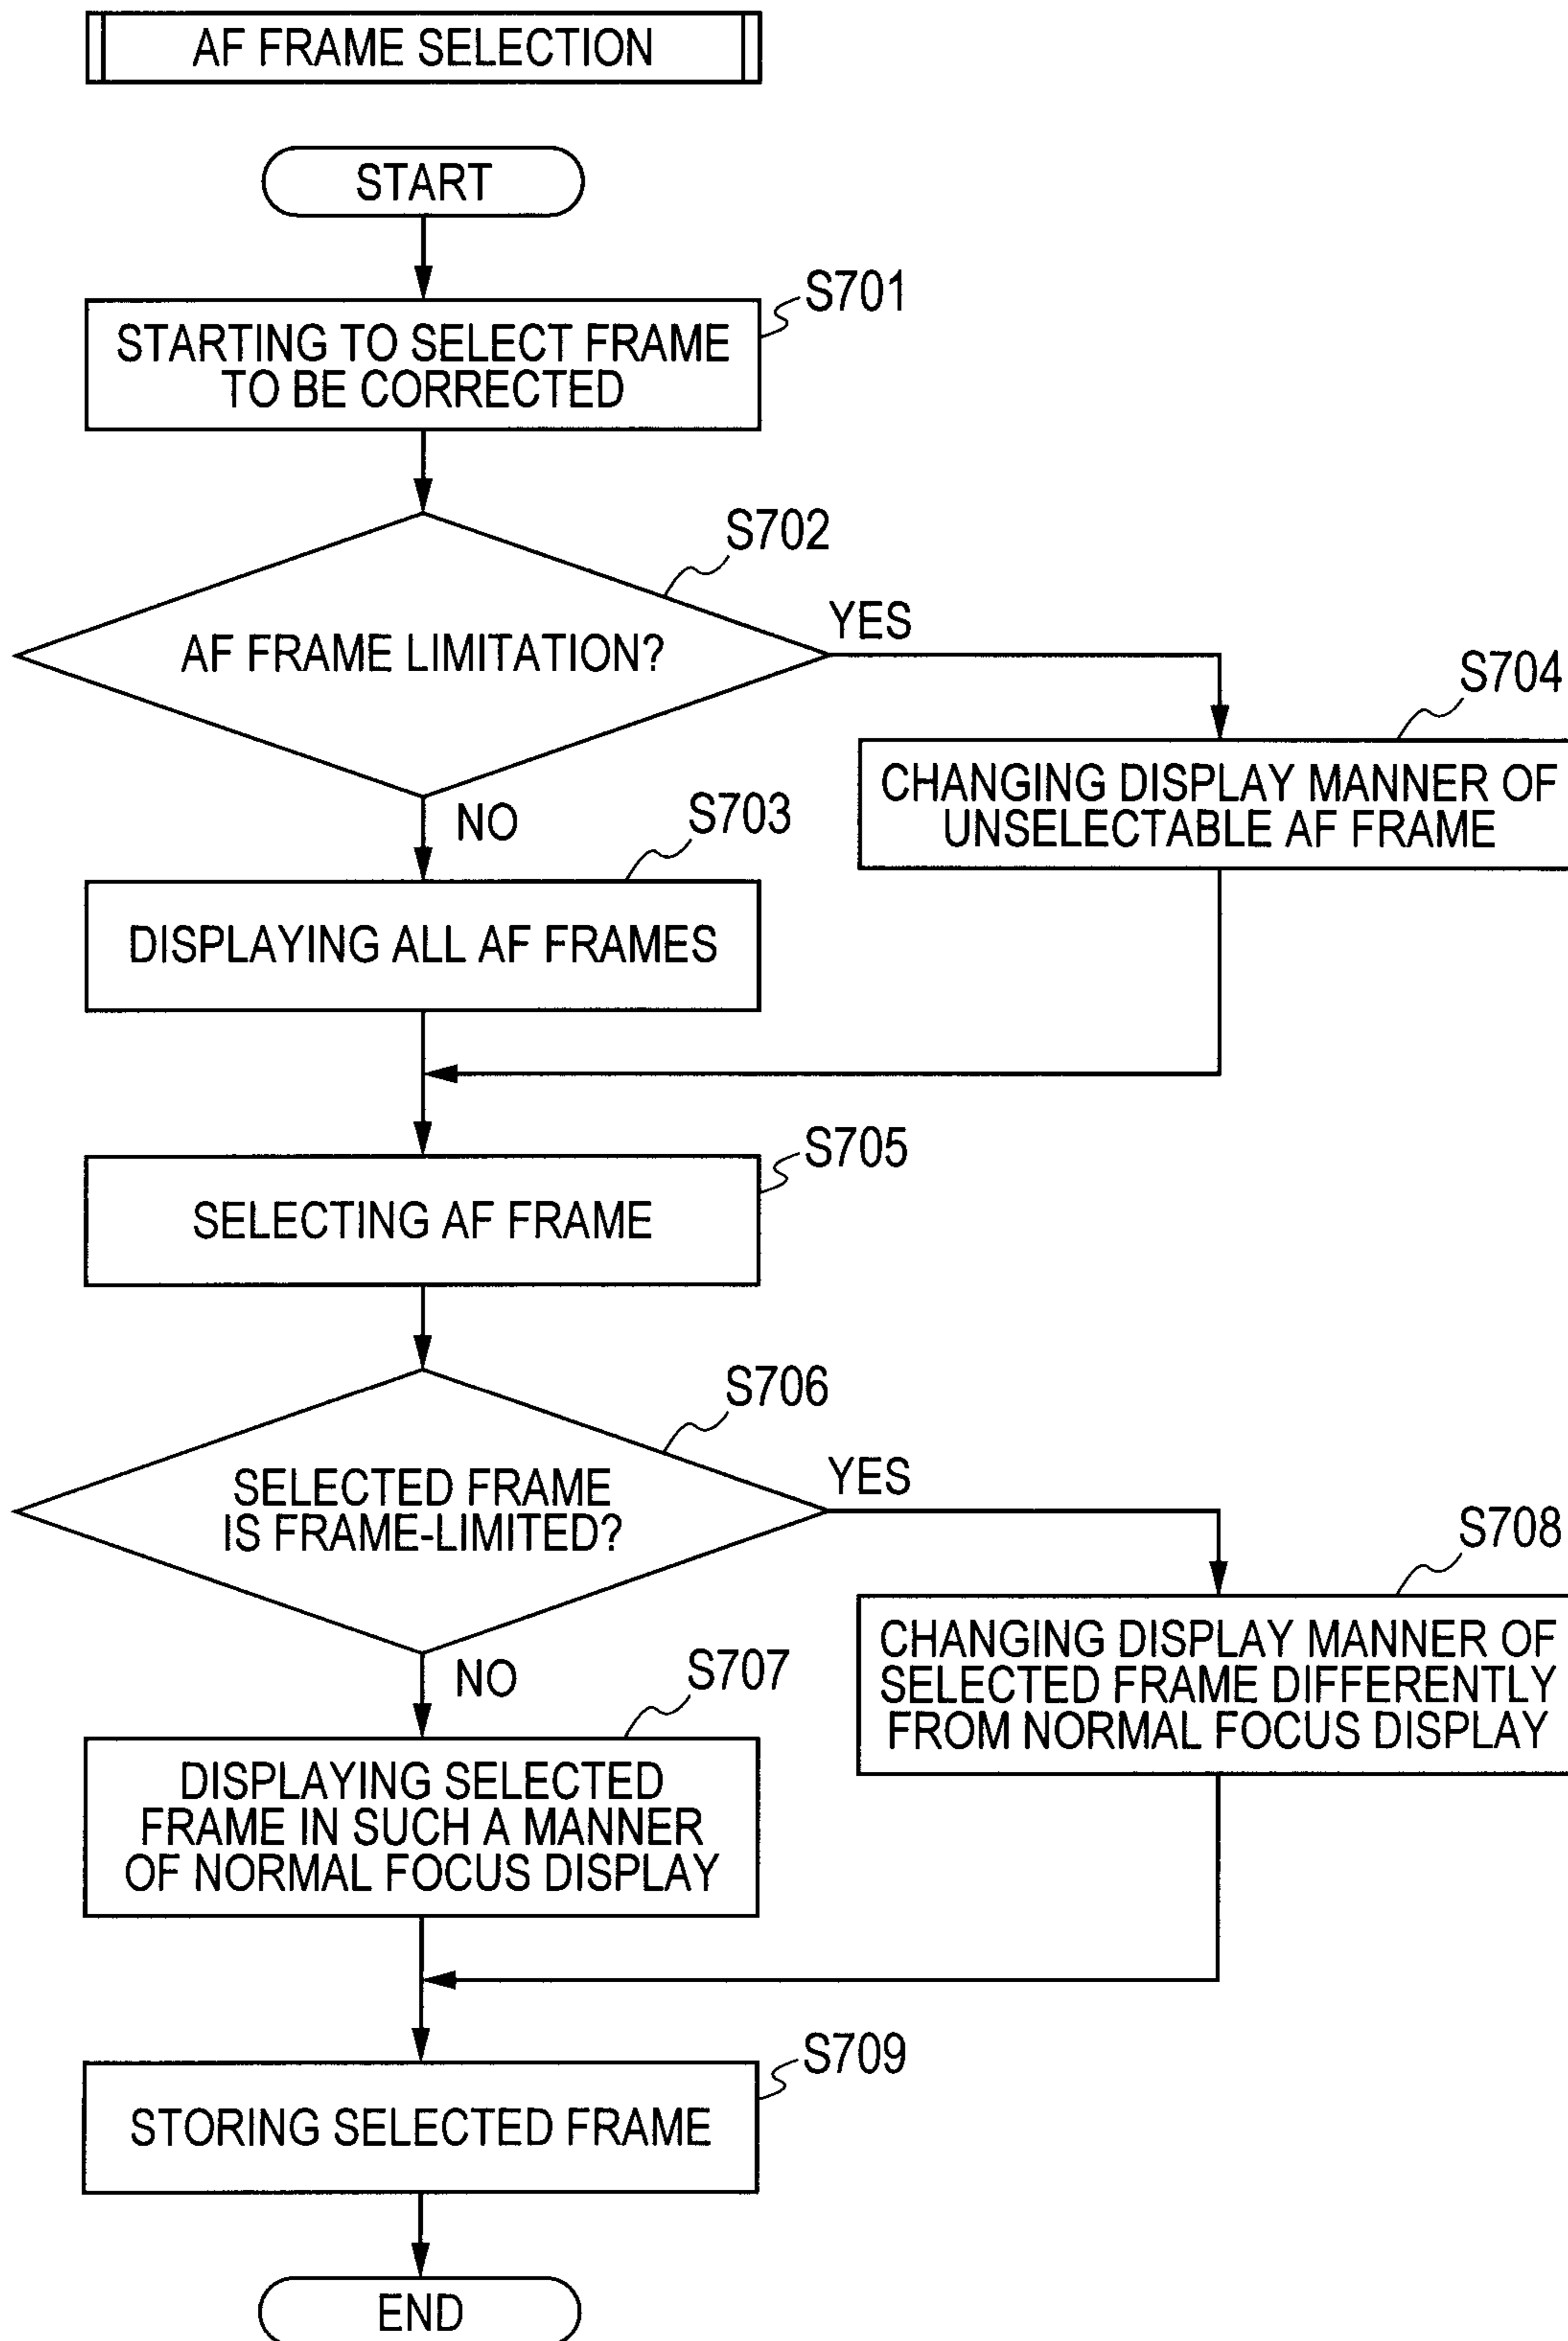 AF FRAME SELECTION
START
S701
STARTING TO SELECT FRAME
TO BE CORRECTED
S702
AF FRAME LIMITATION?
YES
S704
CHANGING DISPLAY MANNER OF
UNSELECTABLE AF FRAME
NO
S703
DISPLAYING ALL AF FRAMES
S705
SELECTING AF FRAME
S706
SELECTED FRAME
IS FRAME-LIMITED?
YES
S708
CHANGING DISPLAY MANNER OF
SELECTED FRAME DIFFERENTLY
FROM NORMAL FOCUS DISPLAY
NO
S707
DISPLAYING SELECTED
FRAME IN SUCH A MANNER
OF NORMAL FOCUS DISPLAY
S709
STORING SELECTED FRAME
END